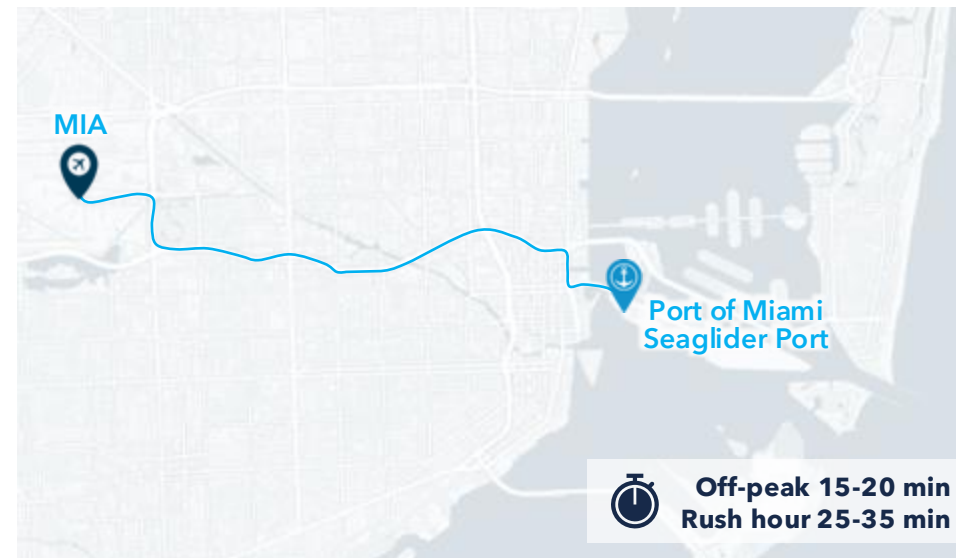 MIA
Port of Miami
Seaglider Port
Off-peak 15-20 min
Rush hour 25-35 min